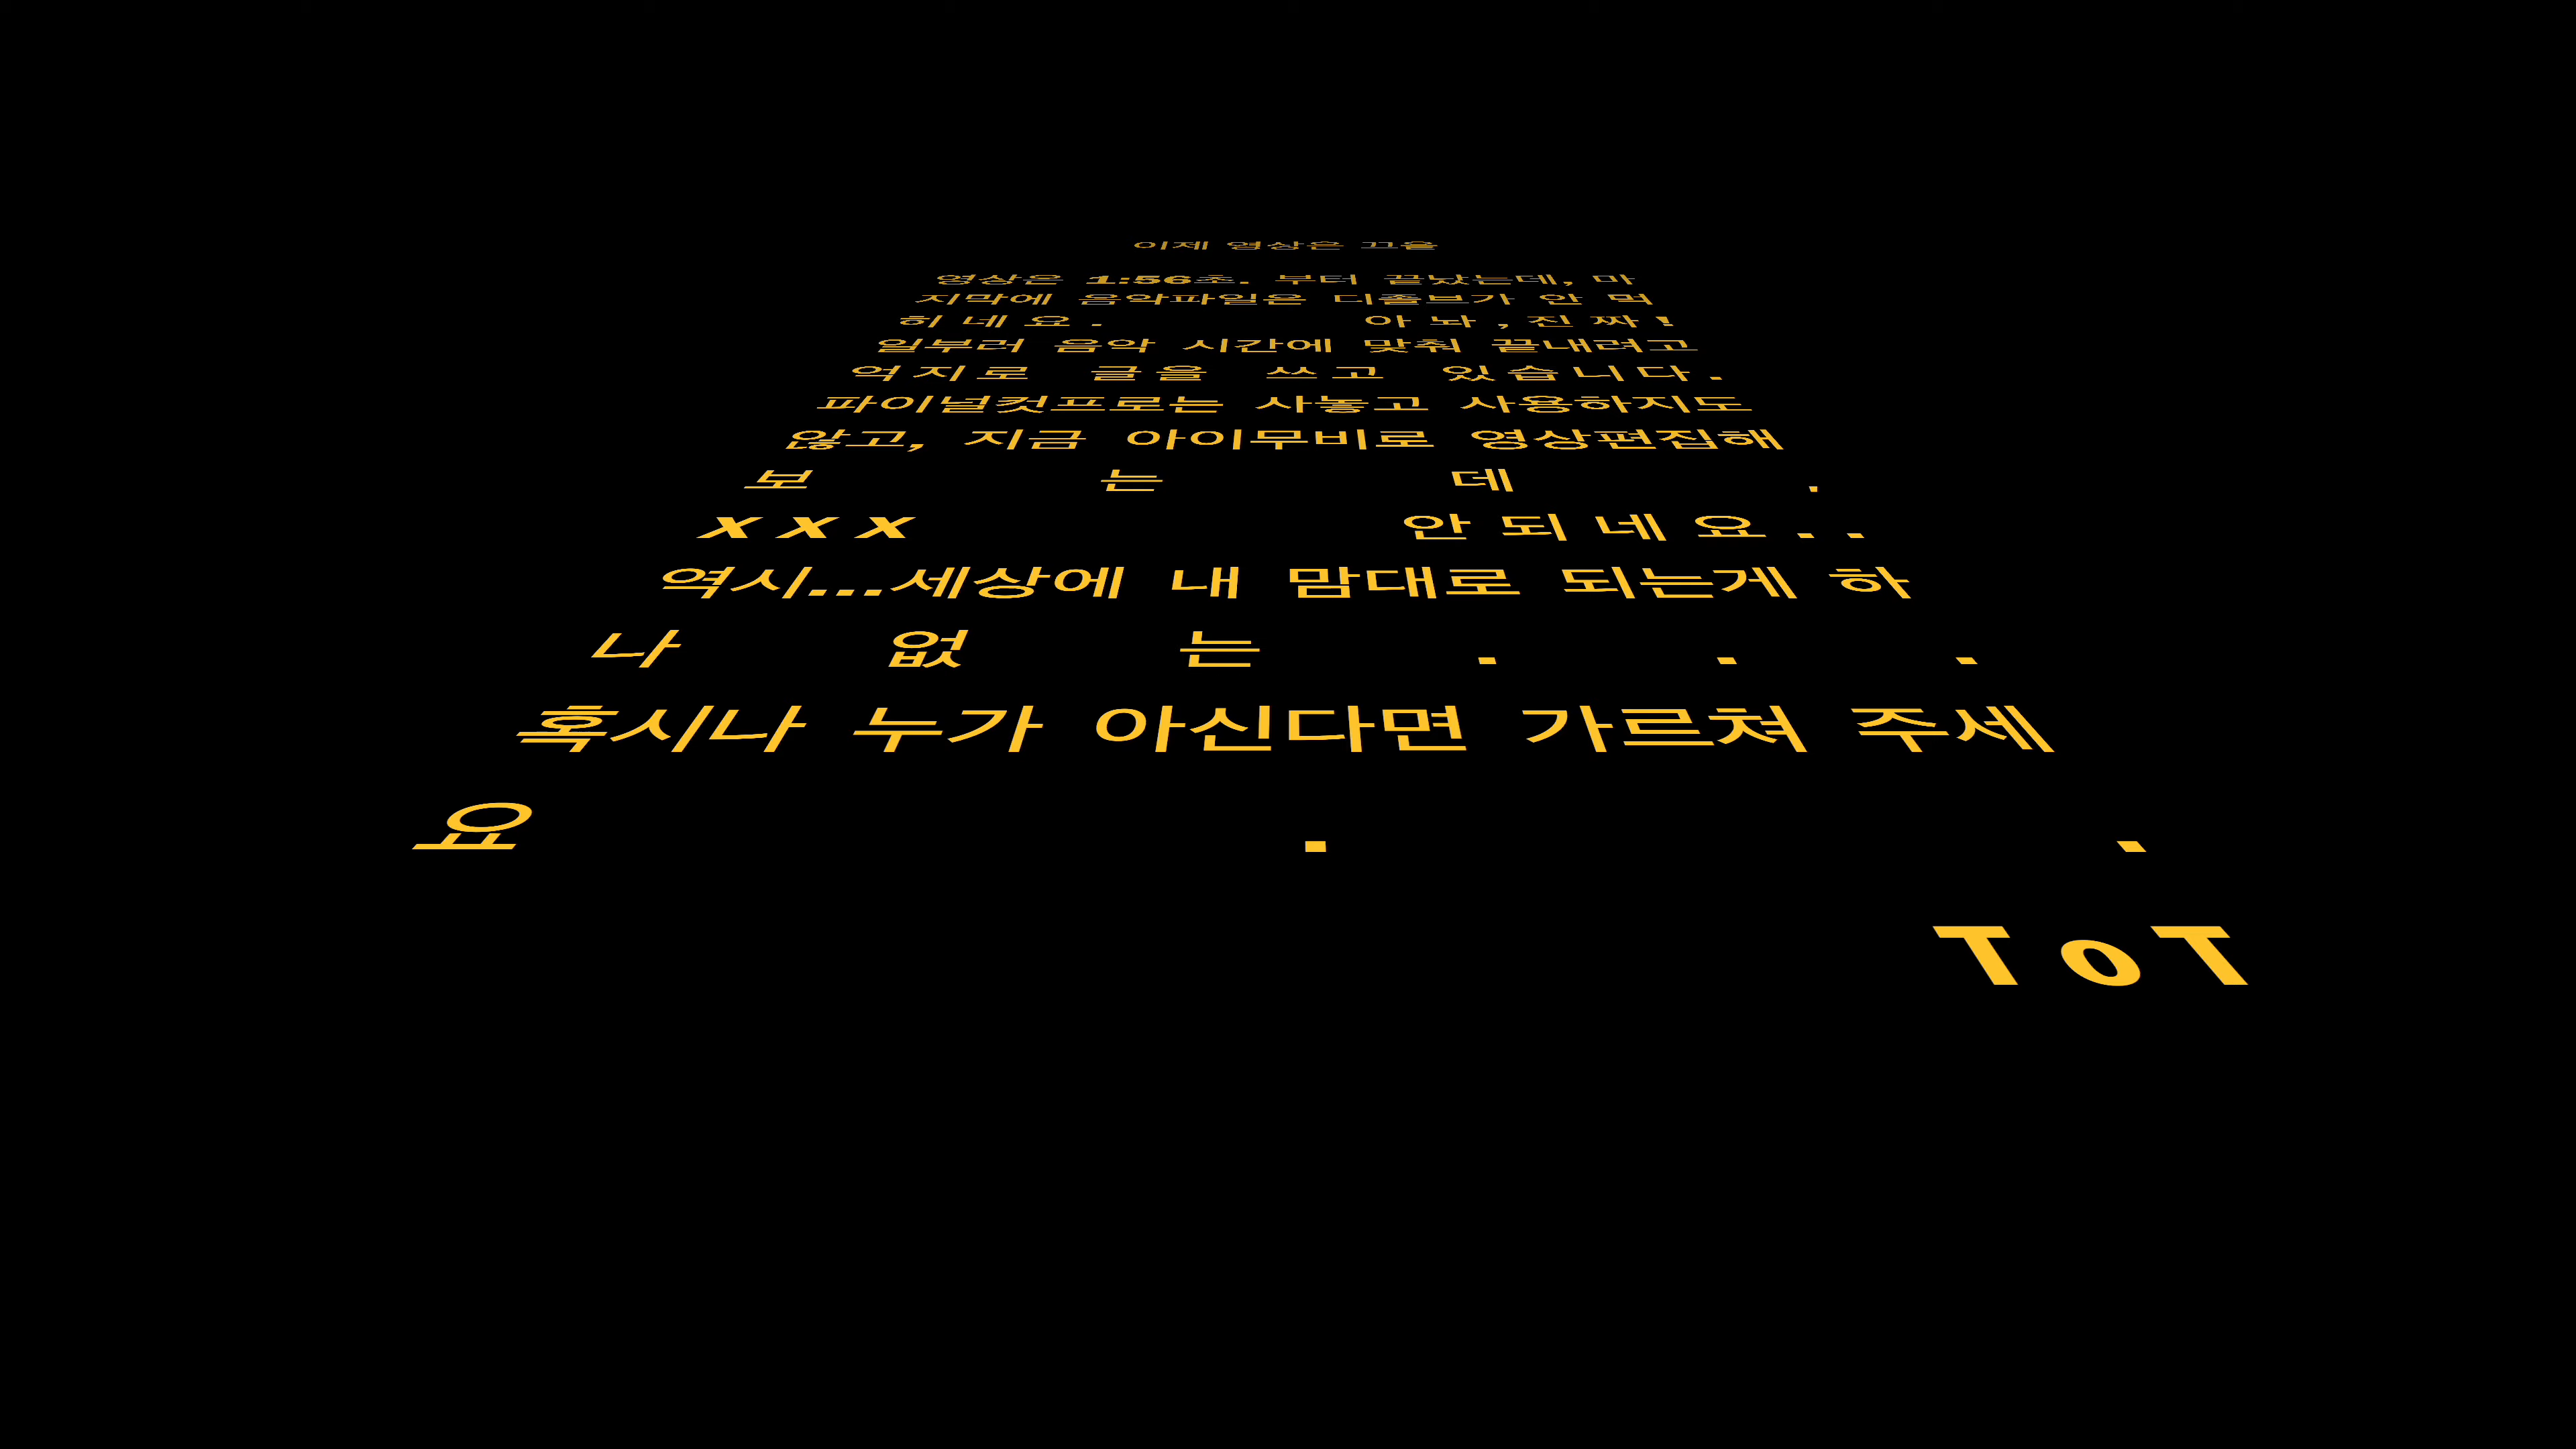 이제 영상은 끄읕
영상은 1:56초. 부터 끝났는데, 마
지막에 음악파일은 디졸브가 안 먹
히네요. 아놔,진짜!
일부러 음악 시간에 맞춰 끝내려고
억지로 글을 쓰고 있습니다.
파이널컷프로는 사놓고 사용하지도
않고, 지금 아이무비로 영상편집해
보는데.
xxx 안되네요..
역시...세상에 내 맘대로 되는게 하
나없는...
혹시나 누가 아신다면 가르쳐 주세
요..
ToT